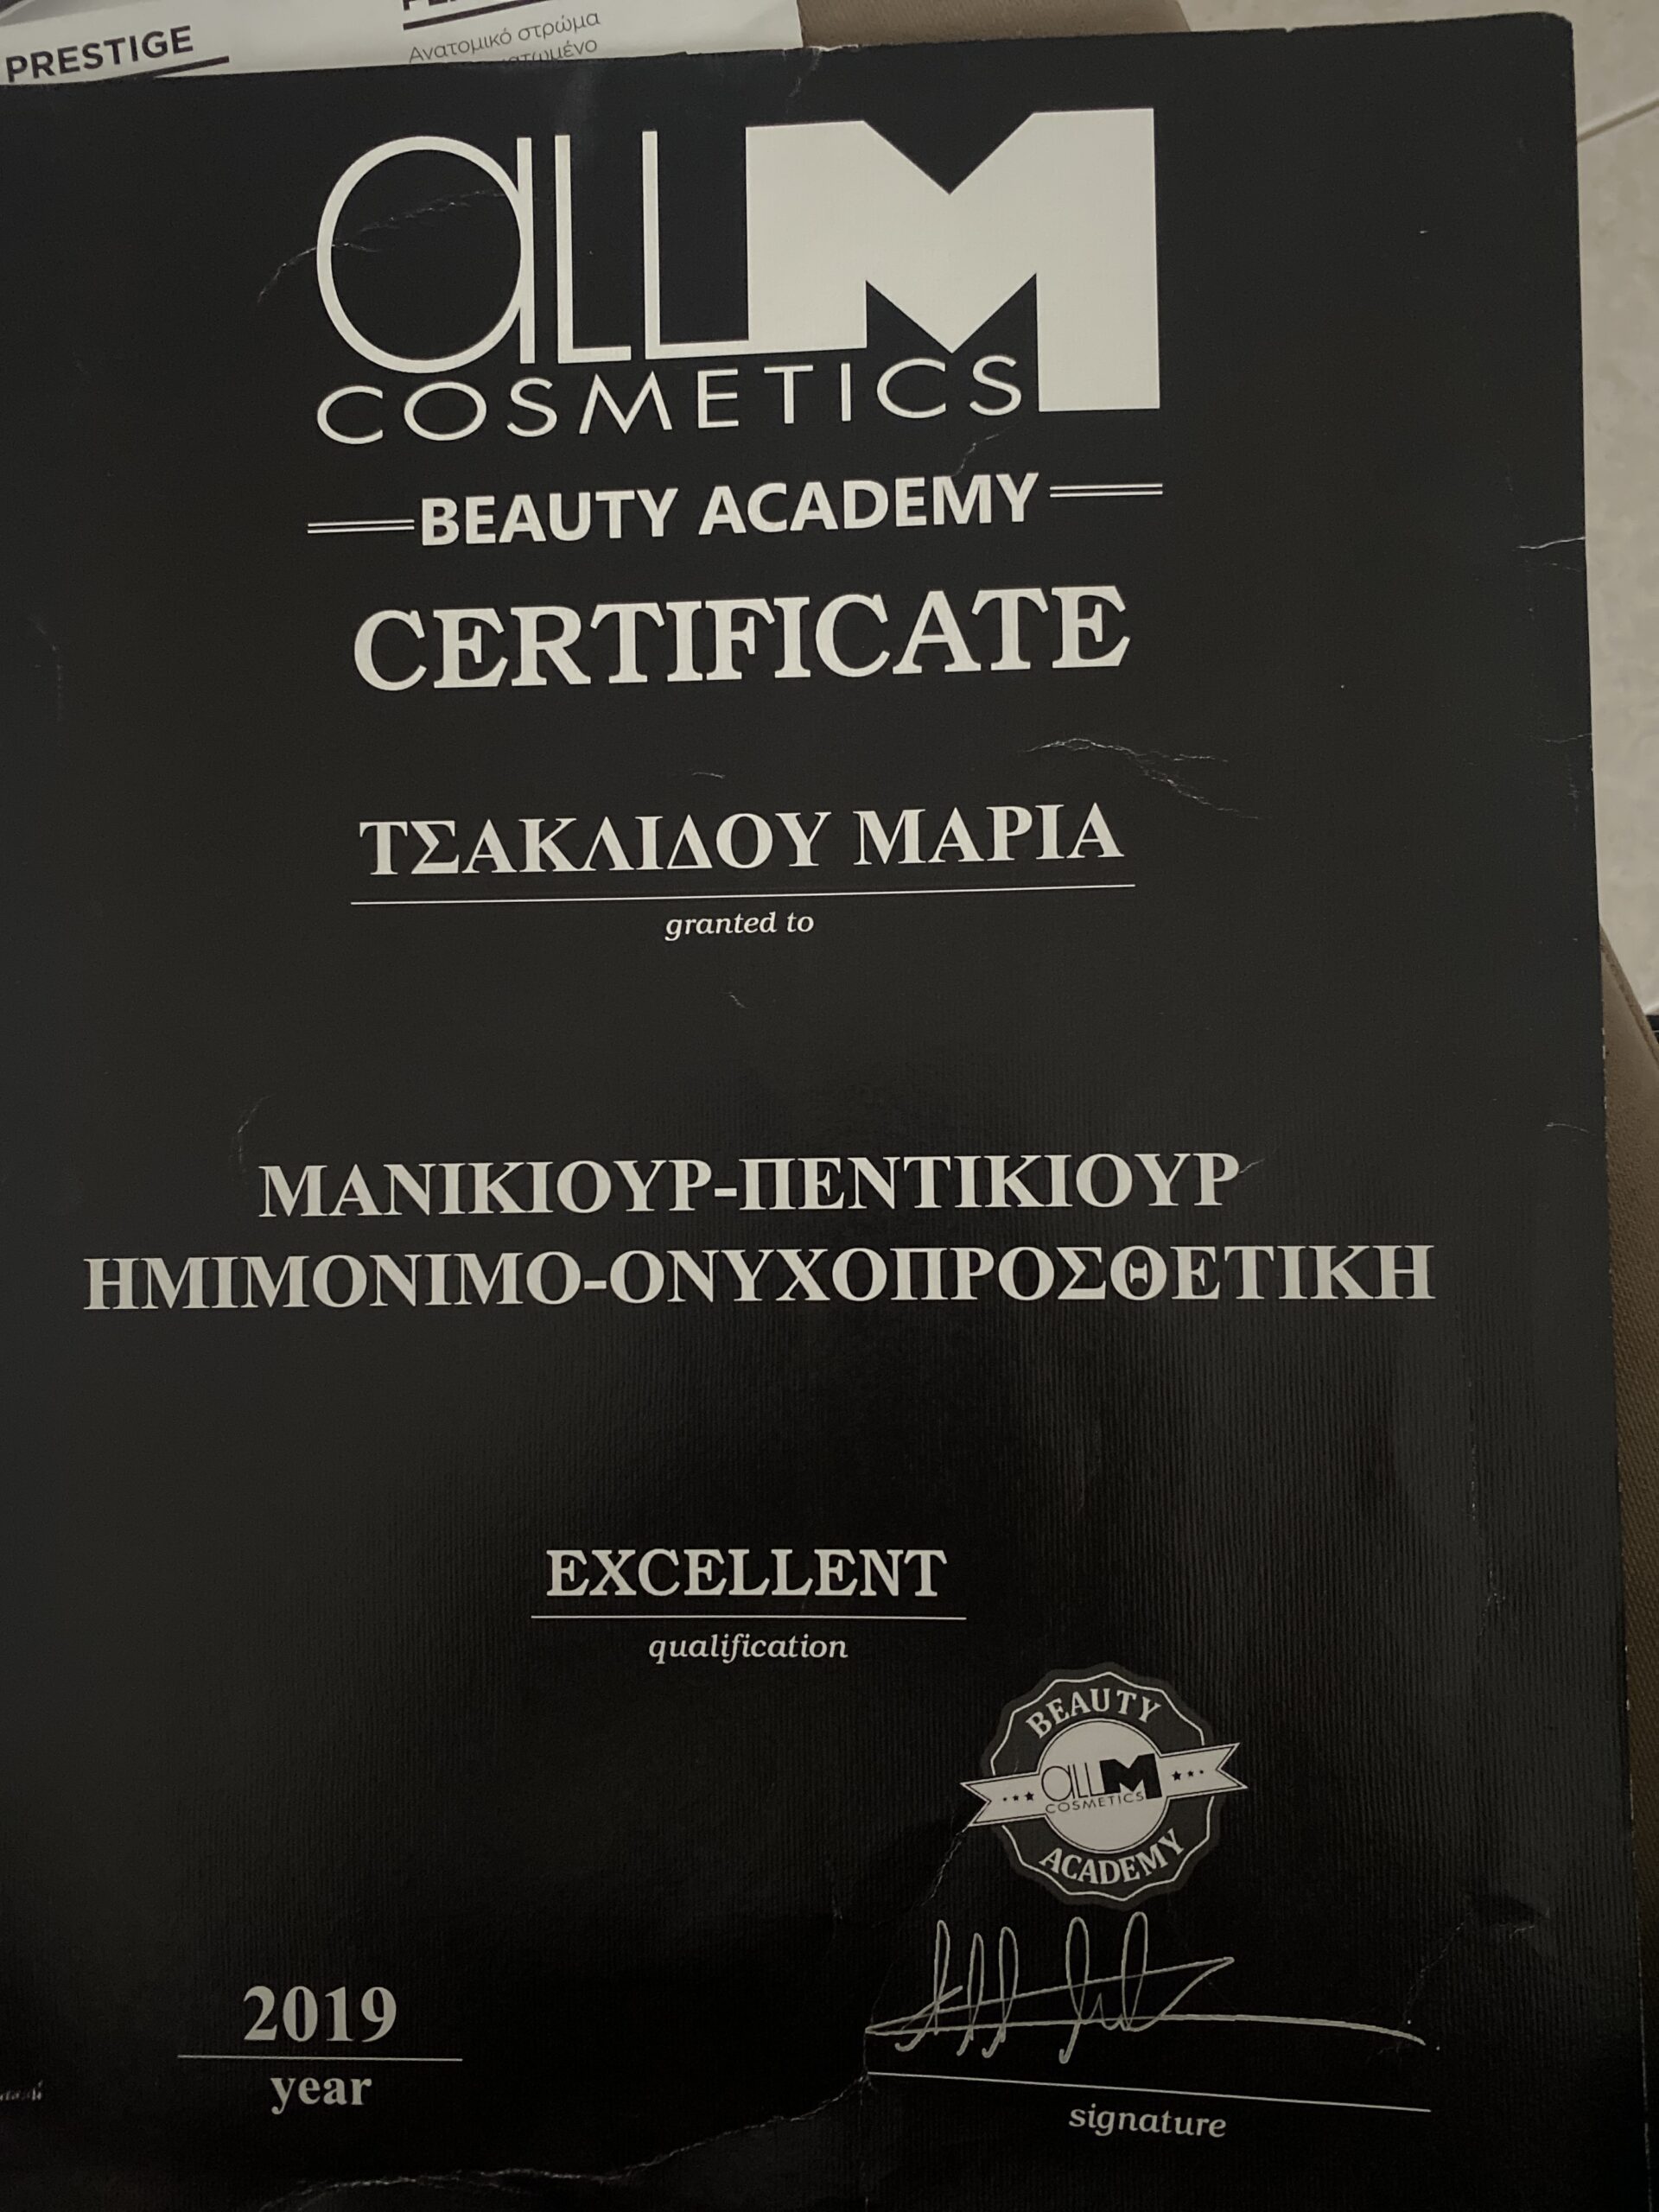 PRESTIGE
Ανατομικό στρώμα
aLLM
COSMETICS
BEAUTY ACADEMY
CERTIFICATE
ΤΣΑΚΛΙΔΟΥ ΜΑΡΙΑ
granted to
ΜΑΝΙΚΙΟΥΡ-ΠΕΝΤΙΚΙΟΥΡ
ΗΜΙΜΟΝΙΜΟ-ΟΝΥΧΟΠΡΟΣΘΕΤΙΚΗ
EXCELLENT
qualification
BEAUTY
aLLM
COSMETICS
ACADEMY
2019
year
signature